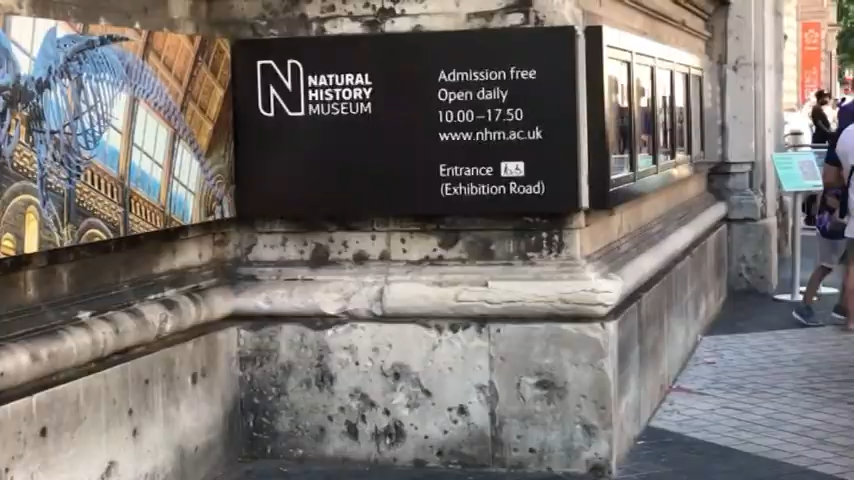 N NATURAL
HISTORY
MUSEUM
Admission free
Open daily
10.00–17.50
www.nhm.ac.uk
Entrance
(Exhibition Road)